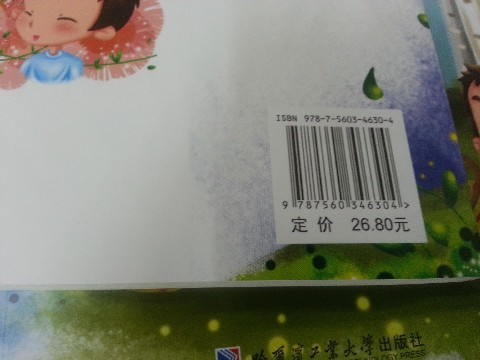 ISBN 978-7-5603-4630-4
9 787560 346304 >
定价 26.80元
哈尔滨工业大学出版社